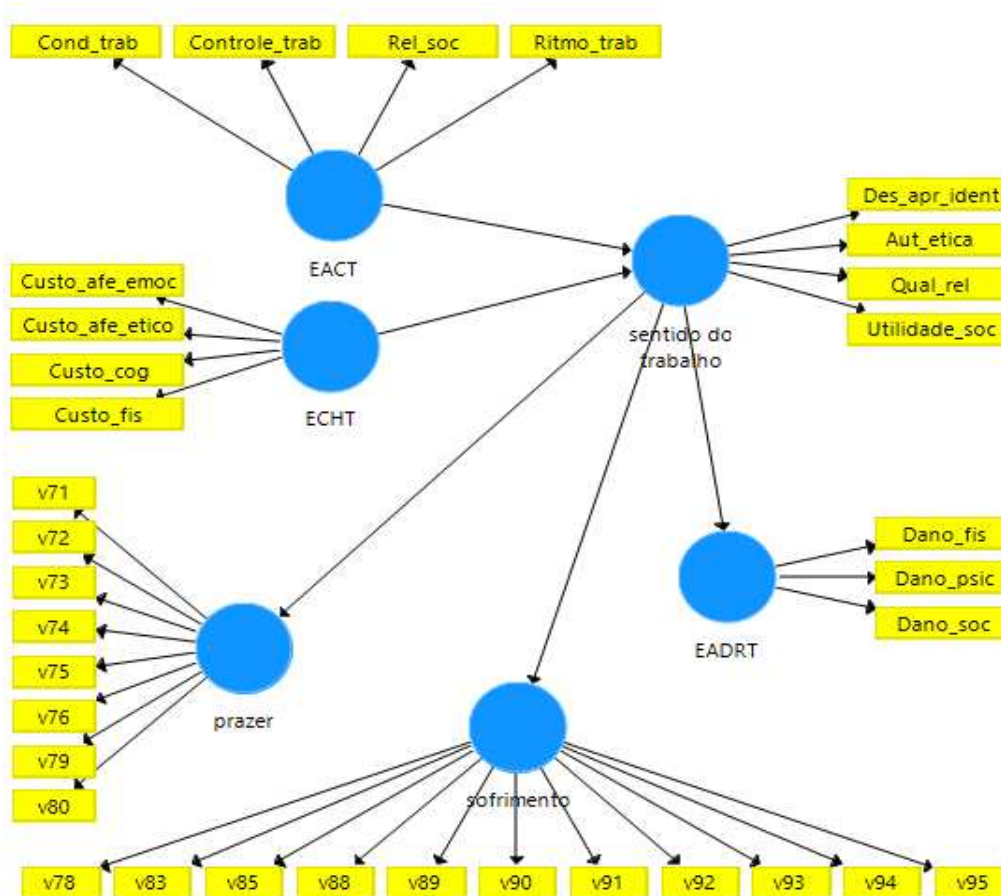 Cond_trab
Controle_trab
Rel_soc
Ritmo_trab
EACT
Des_apr_ident
Aut_etica
Qual_rel
Utilidade_soc
sentido do
trabalho
Custo_afe_emoc
Custo_afe_etico
Custo_cog
Custo_fis
ECHT
v71
v72
v73
v74
v75
v76
v79
v80
prazer
Dano_fis
Dano_psic
Dano_soc
EADRT
sofrimento
v78
v83
v85
v88
v89
v90
v91
v92
v93
v94
v95